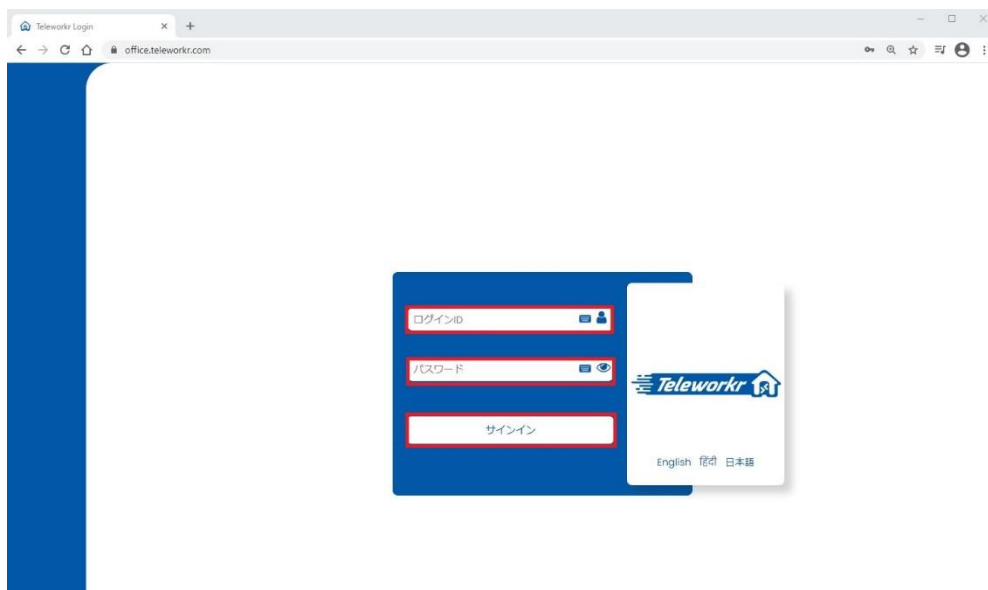 Teleworkr Login
office.teleworkr.com
ログインID
パスワード
サインイン
Teleworkr
English हिंदी 日本語